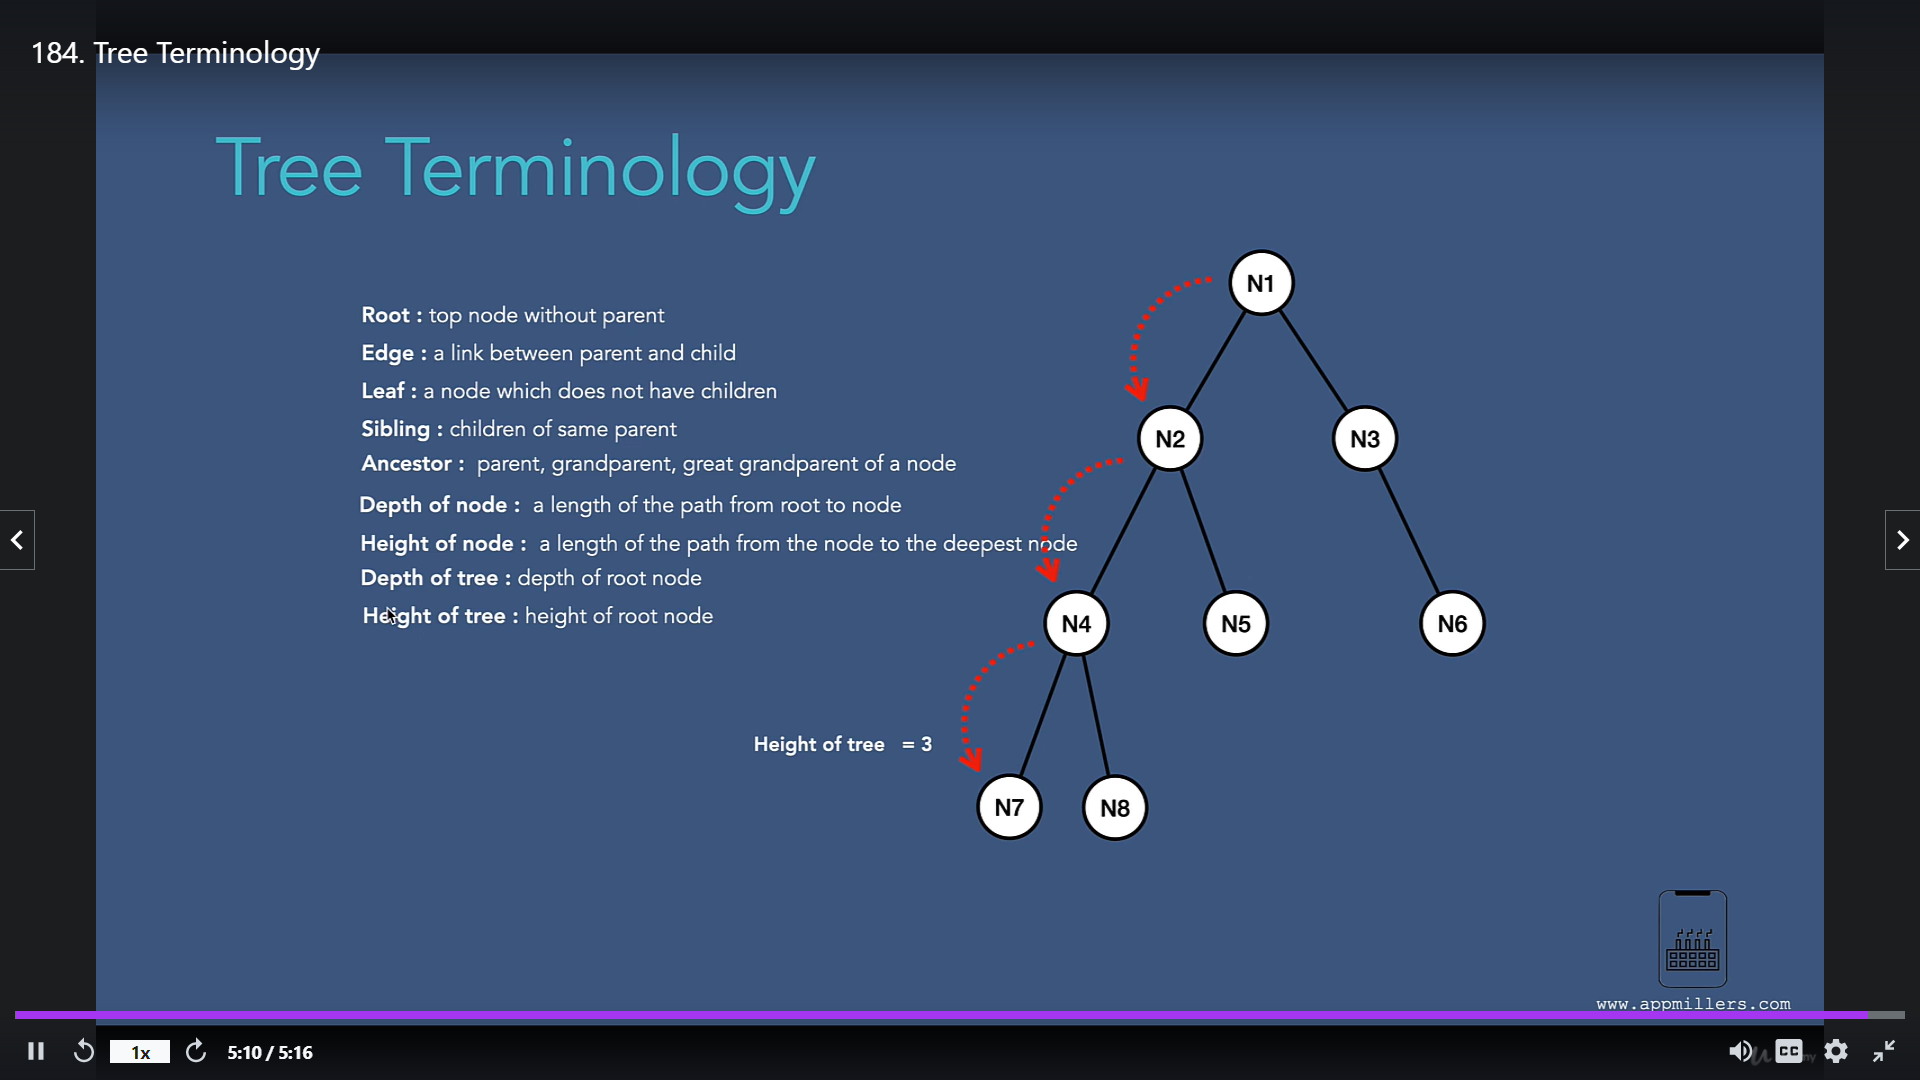 184. Tree Terminology
Tree Terminology
Root : top node without parent
Edge : a link between parent and child
Leaf : a node which does not have children
Sibling : children of same parent
Ancestor : parent, grandparent, great grandparent of a node
Depth of node : a length of the path from root to node
Height of node : a length of the path from the node to the deepest node
Depth of tree : depth of root node
Height of tree : height of root node
N1
N2
N3
N4
N5
N6
Height of tree = 3
N7
N8
www.appmillers.com
1x
5:10 / 5:16
CC